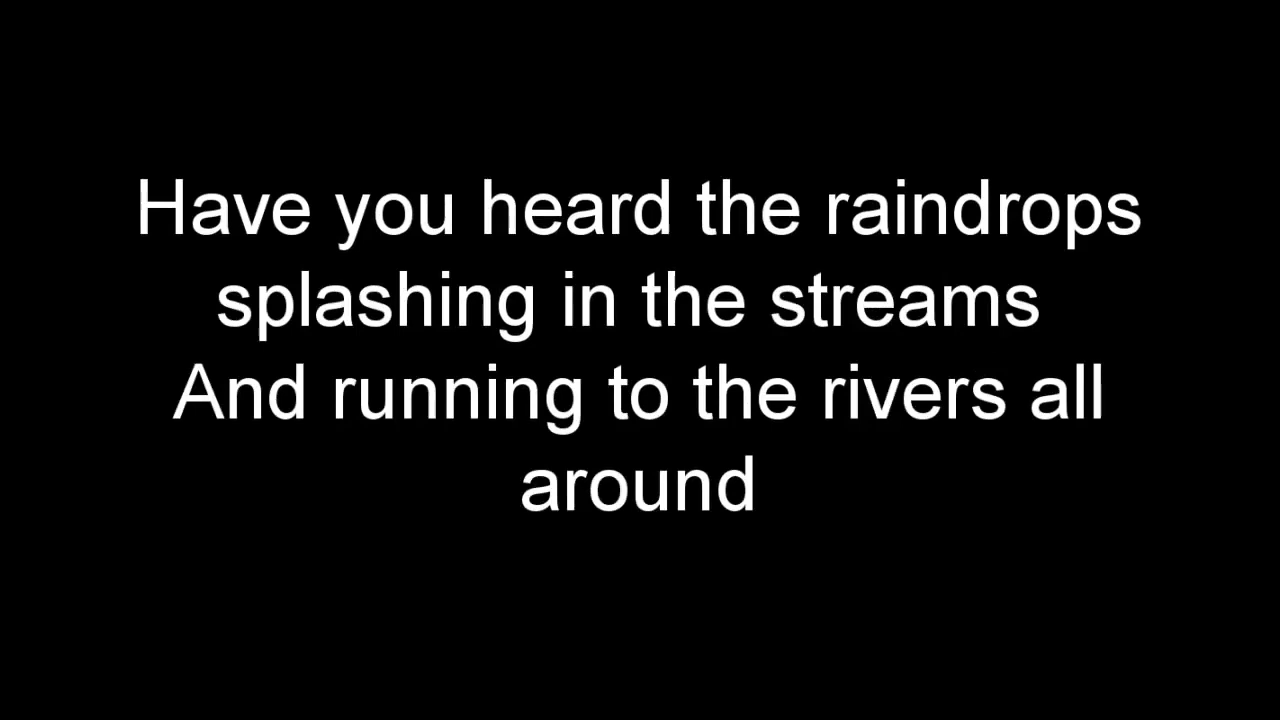 Have you heard the raindrops
splashing in the streams
And running to the rivers all
around